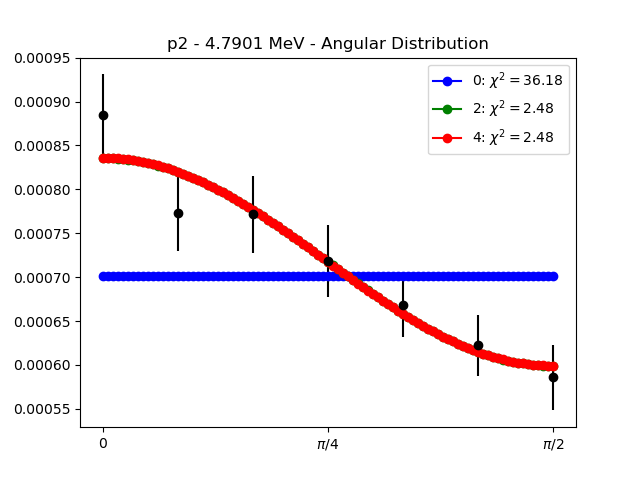 p2 - 4.7901 MeV - Angular Distribution
0.00095
0.00090
0.00085
0.00080
0.00075
0.00070
0.00065
0.00060
0.00055
0: χ² = 36.18
2: χ² = 2.48
4: χ² = 2.48
0
π/4
π/2